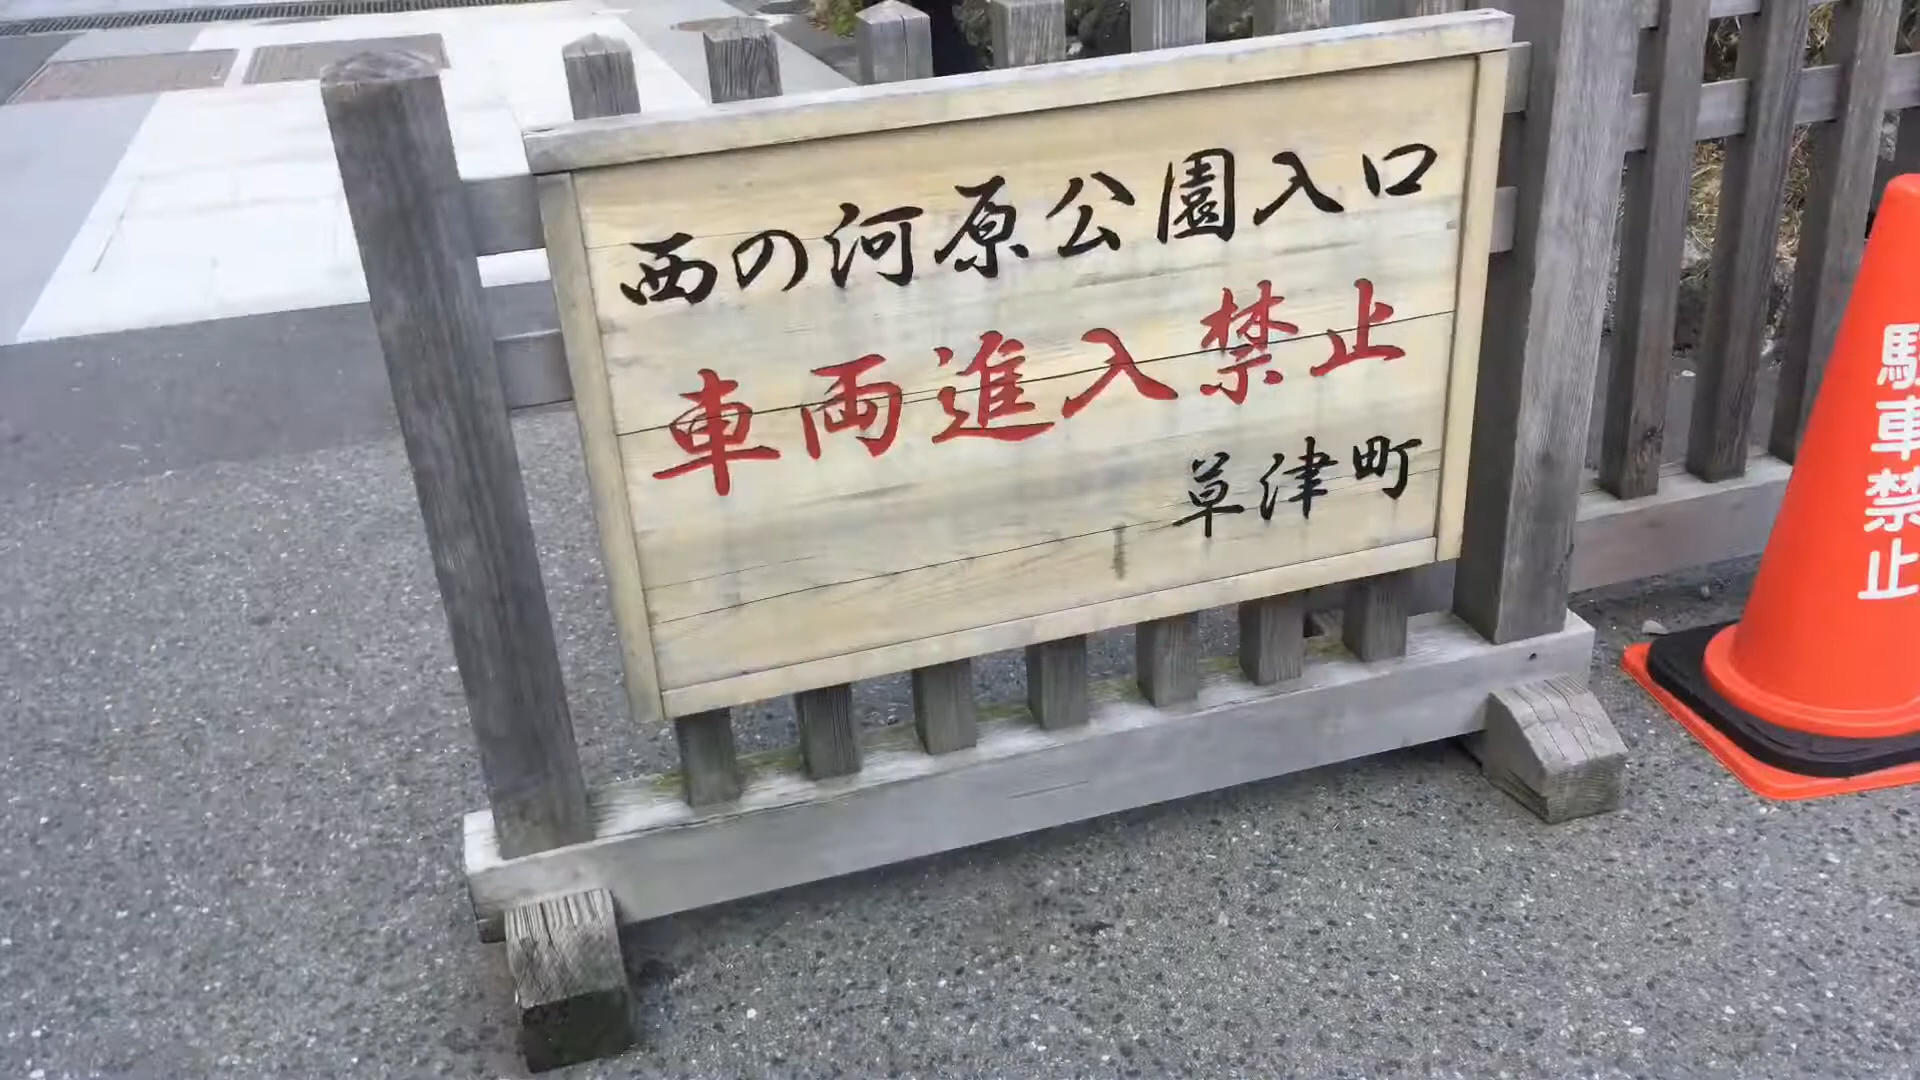 西の河原公園入口
車両進入禁止
草津町
駐車禁止